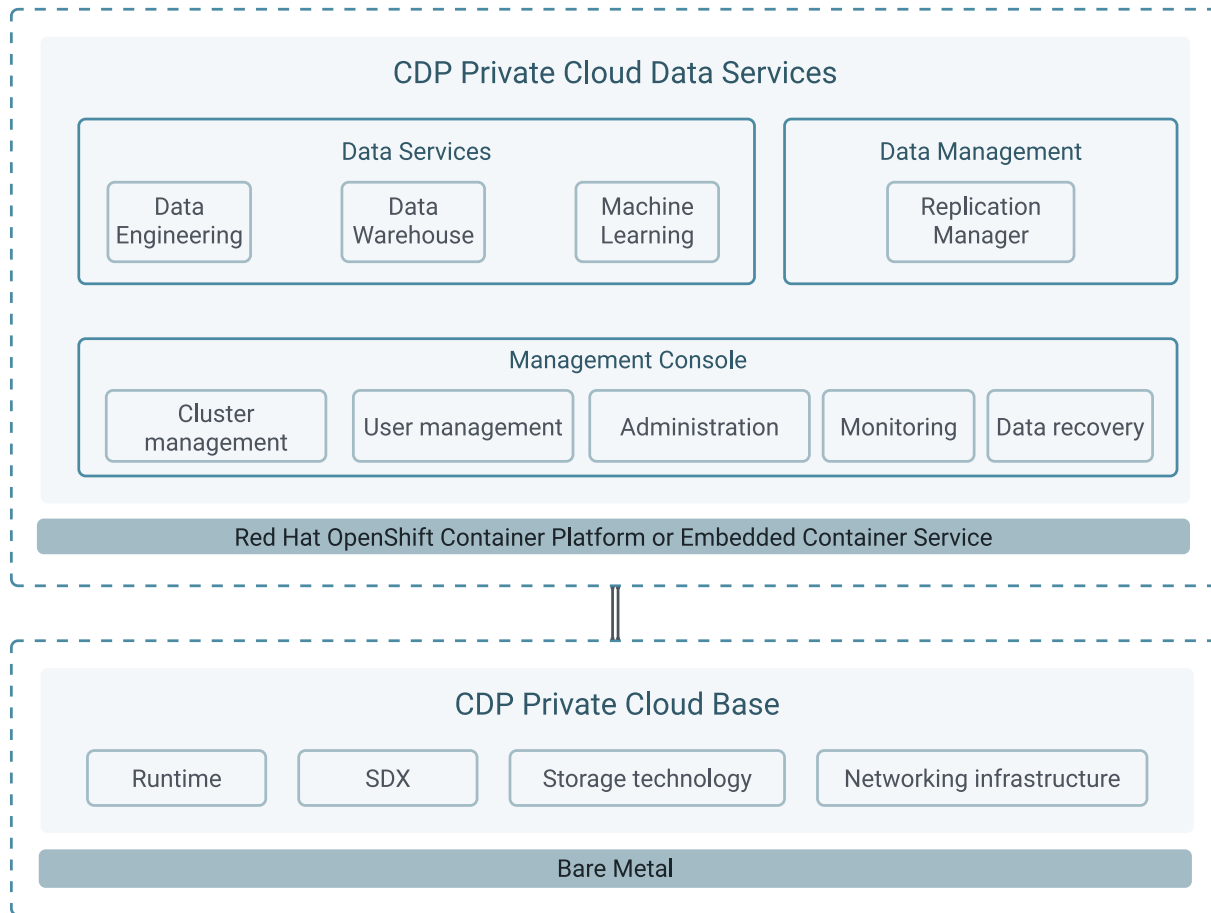 CDP Private Cloud Data Services
Data Services
Data
Engineering
Data
Warehouse
Machine
Learning
Data Management
Replication
Manager
Management Console
Cluster
management
User management
Administration
Monitoring
Data recovery
Red Hat OpenShift Container Platform or Embedded Container Service
CDP Private Cloud Base
Runtime
SDX
Storage technology
Networking infrastructure
Bare Metal